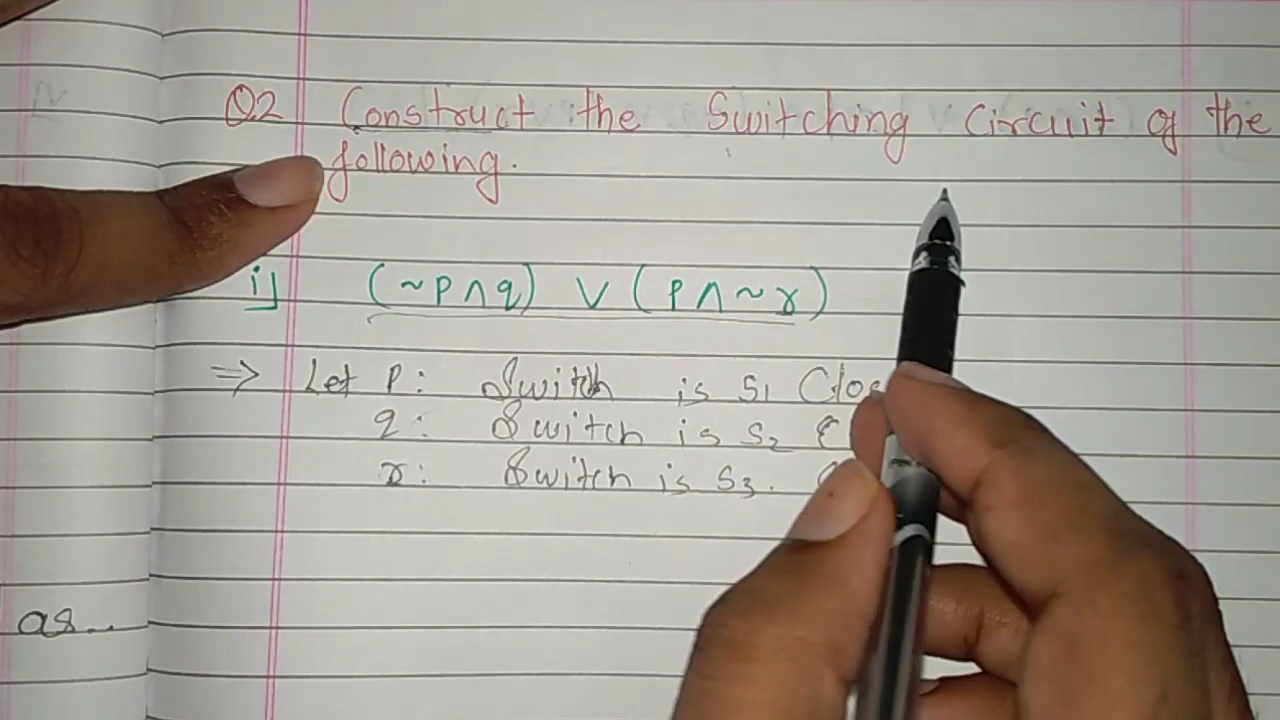 Q2 Construct the Switching Circuit of the
following.
i] (~p∧q) ∨ (p∧~r)
⇒ Let p: Switch is S1 Clos
q: Switch is S2 C
r: Switch is S3.
as...